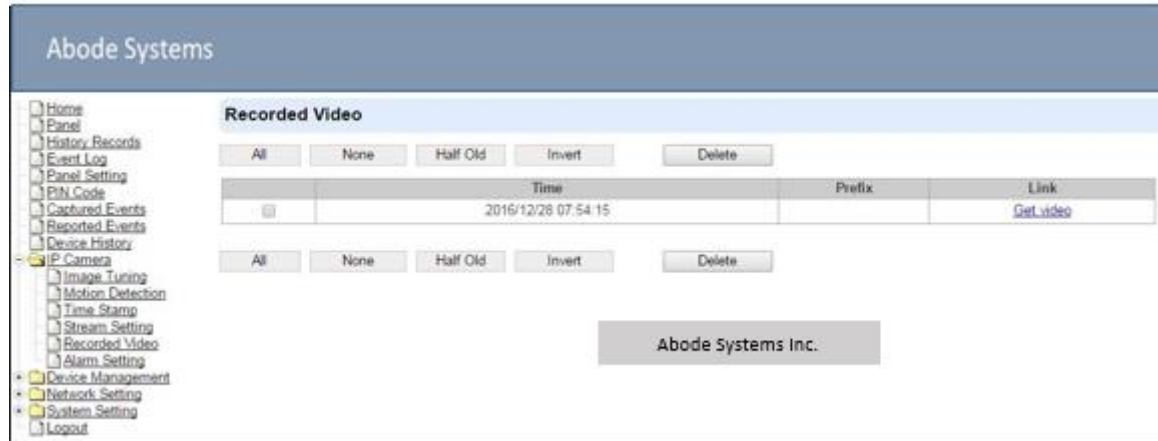 Abode Systems
Home
Panel
History Records
Event Log
Panel Setting
PIN Code
Captured Events
Reported Events
Device History
IP Camera
Image Tuning
Motion Detection
Time Stamp
Stream Setting
Recorded Video
Alarm Setting
Device Management
Network Setting
System Setting
Logout
Recorded Video
All None Half Old Invert Delete
Time Prefix Link
2016/12/28 07:54:15 Get video
All None Half Old Invert Delete
Abode Systems Inc.